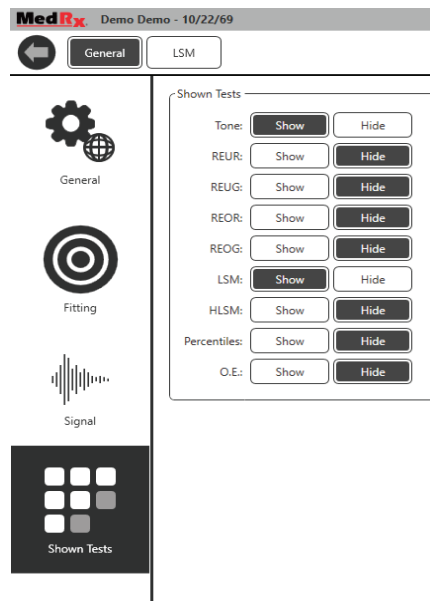 MedRx. Demo Demo - 10/22/69
General LSM
Shown Tests
Tone: Show Hide
REUR: Show Hide
REUG: Show Hide
REOR: Show Hide
REOG: Show Hide
LSM: Show Hide
HLSM: Show Hide
Percentiles: Show Hide
O.E.: Show Hide
General
Fitting
Signal
Shown Tests